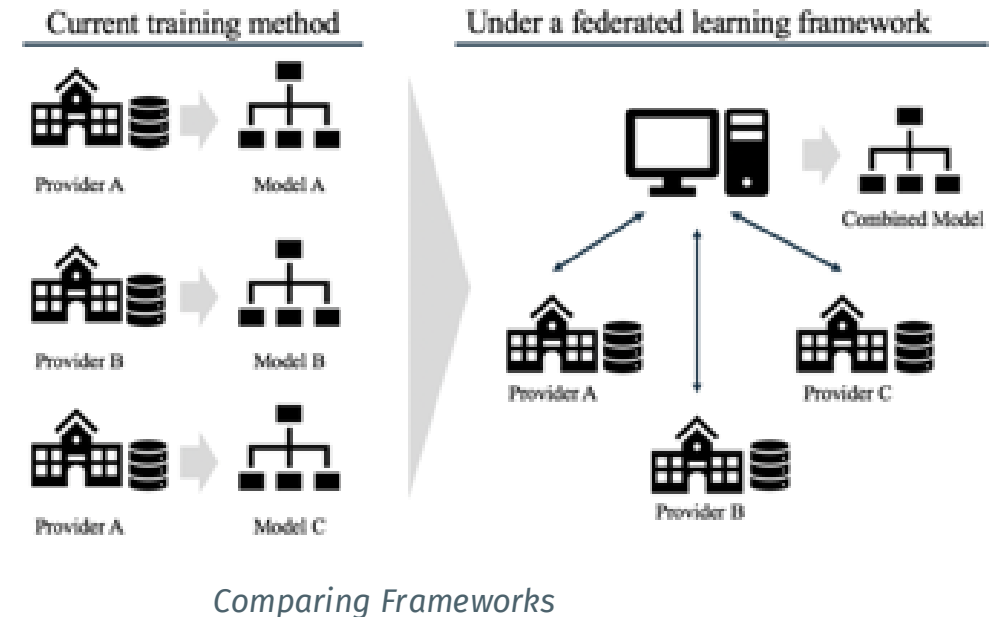 Current training method
Under a federated learning framework
Provider A
Model A
Provider B
Model B
Provider A
Model C
Combined Model
Provider A
Provider C
Provider B
Comparing Frameworks